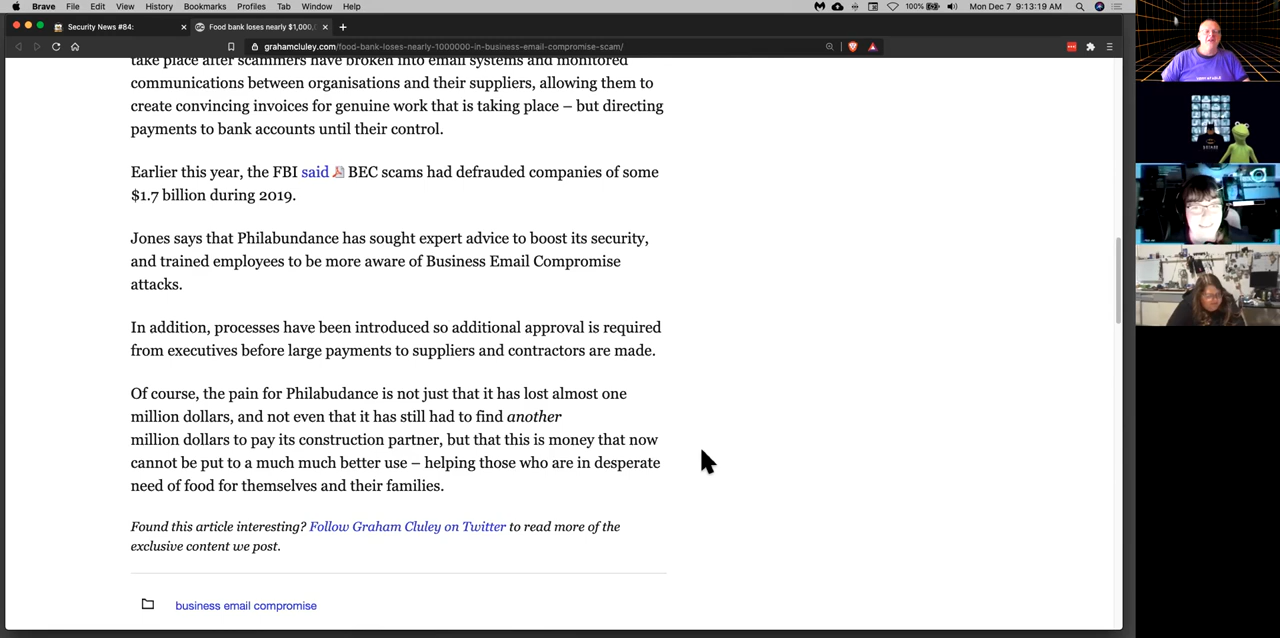 Brave File Edit View History Bookmarks Profiles Tab Window Help
100% Mon Dec 7 9:13:19 AM
Security News #84:
Food bank loses nearly $1,000,
grahamcluley.com/food-bank-loses-nearly-1000000-in-business-email-compromise-scam/
take place after scammers have broken into email systems and monitored
communications between organisations and their suppliers, allowing them to
create convincing invoices for genuine work that is taking place – but directing
payments to bank accounts until their control.
Earlier this year, the FBI said BEC scams had defrauded companies of some
$1.7 billion during 2019.
Jones says that Philabundance has sought expert advice to boost its security,
and trained employees to be more aware of Business Email Compromise
attacks.
In addition, processes have been introduced so additional approval is required
from executives before large payments to suppliers and contractors are made.
Of course, the pain for Philabudance is not just that it has lost almost one
million dollars, and not even that it has still had to find another
million dollars to pay its construction partner, but that this is money that now
cannot be put to a much much better use – helping those who are in desperate
need of food for themselves and their families.
Found this article interesting? Follow Graham Cluley on Twitter to read more of the
exclusive content we post.
business email compromise